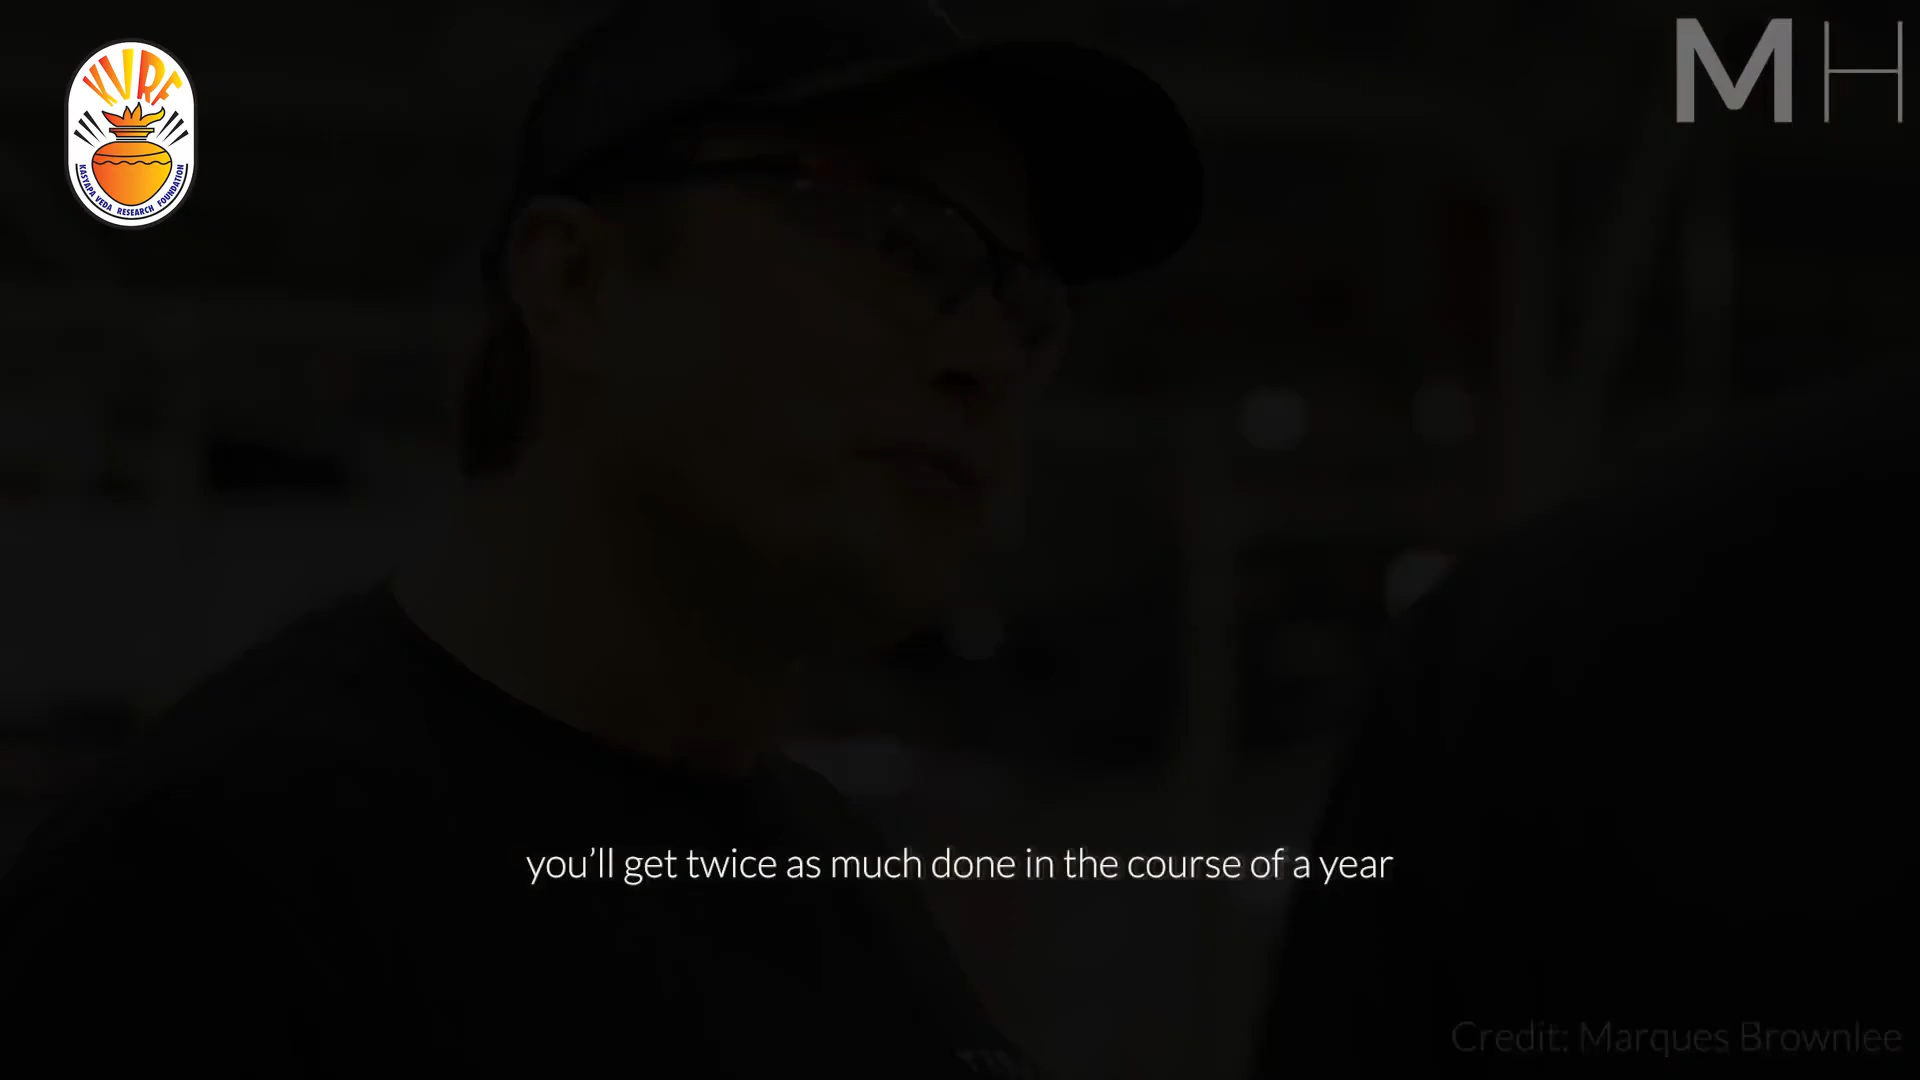 KVRF
KASYAPA VEDA RESEARCH FOUNDATION
MH
you’ll get twice as much done in the course of a year
Credit: Marques Brownlee